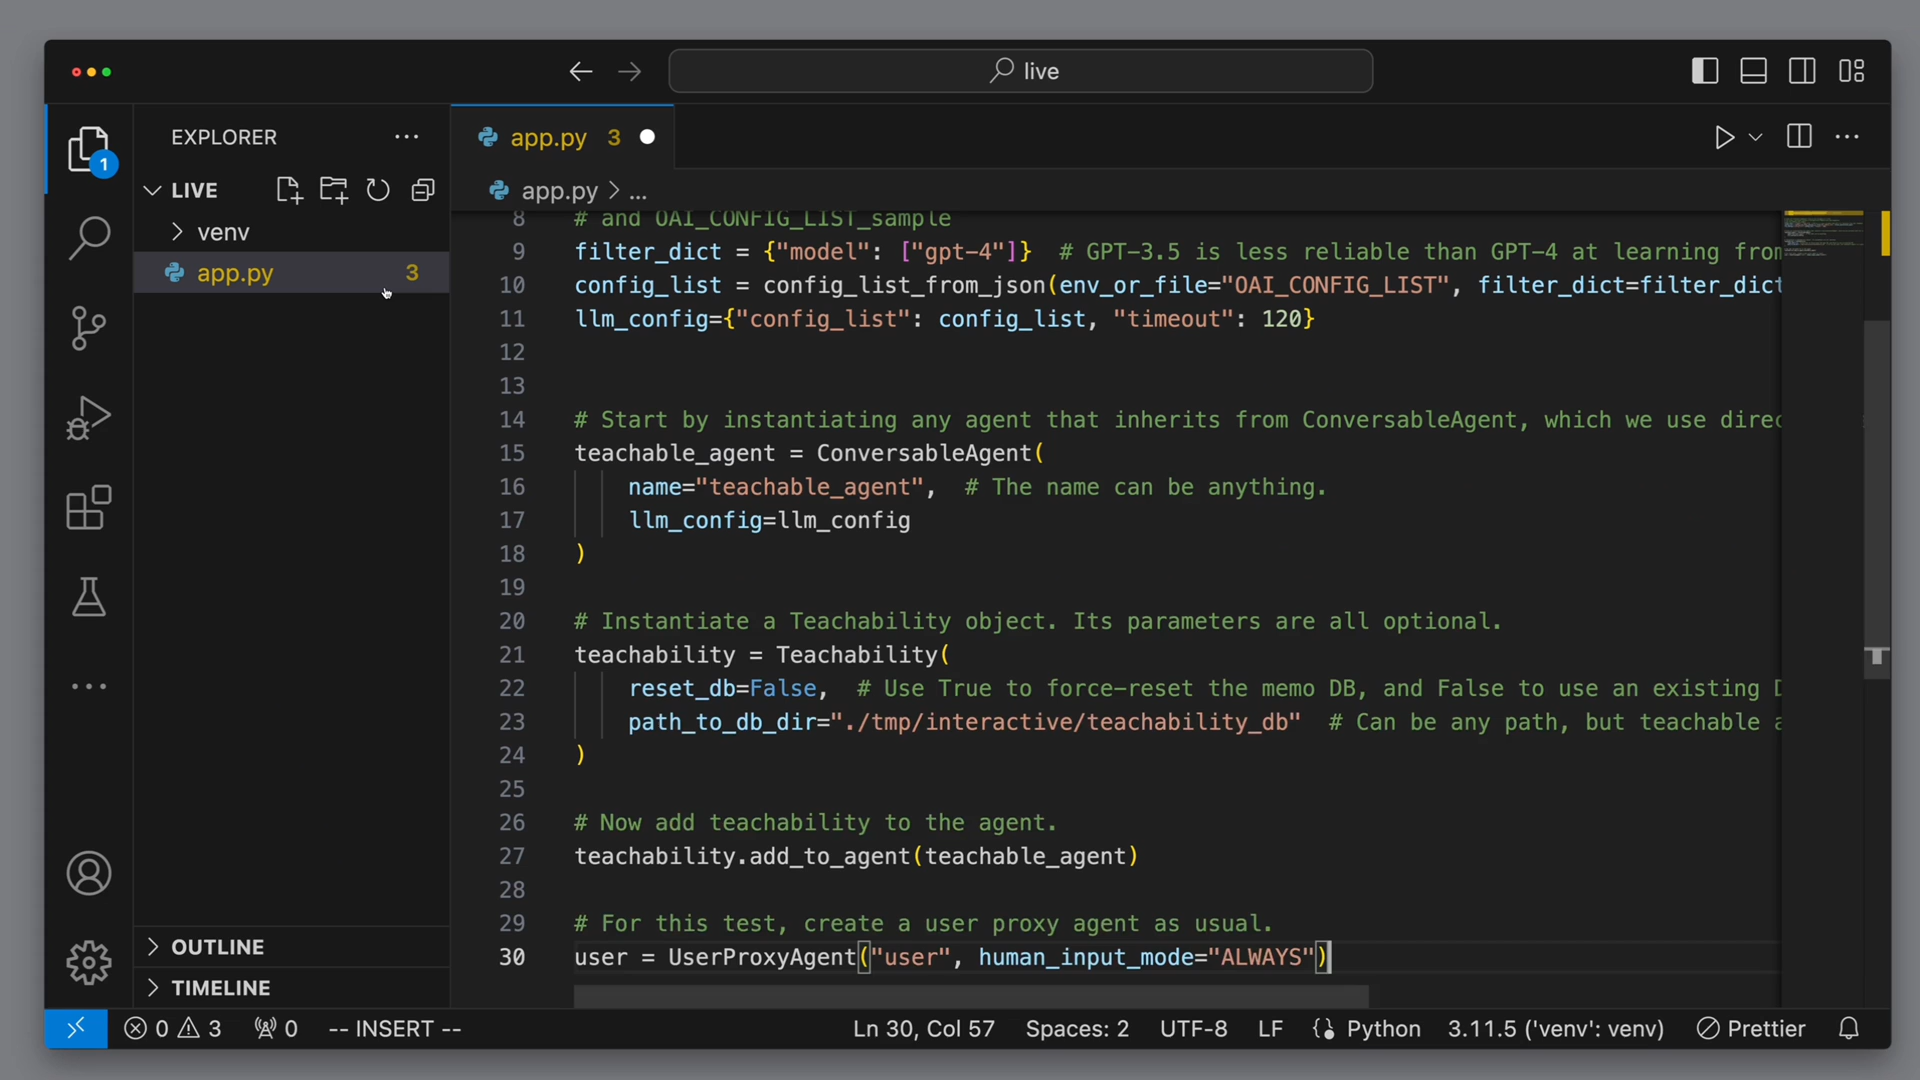 live
EXPLORER
LIVE
venv
app.py 3
OUTLINE
TIMELINE
app.py 3
app.py > ...
8 # and OAI_CONFIG_LIST_sample
9 filter_dict = {"model": ["gpt-4"]} # GPT-3.5 is less reliable than GPT-4 at learning from
10 config_list = config_list_from_json(env_or_file="OAI_CONFIG_LIST", filter_dict=filter_dict
11 llm_config={"config_list": config_list, "timeout": 120}
12
13
14 # Start by instantiating any agent that inherits from ConversableAgent, which we use direc
15 teachable_agent = ConversableAgent(
16 name="teachable_agent", # The name can be anything.
17 llm_config=llm_config
18 )
19
20 # Instantiate a Teachability object. Its parameters are all optional.
21 teachability = Teachability(
22 reset_db=False, # Use True to force-reset the memo DB, and False to use an existing D
23 path_to_db_dir="./tmp/interactive/teachability_db" # Can be any path, but teachable a
24 )
25
26 # Now add teachability to the agent.
27 teachability.add_to_agent(teachable_agent)
28
29 # For this test, create a user proxy agent as usual.
30 user = UserProxyAgent("user", human_input_mode="ALWAYS")
1
0 3 0 -- INSERT -- Ln 30, Col 57 Spaces: 2 UTF-8 LF Python 3.11.5 ('venv': venv) Prettier